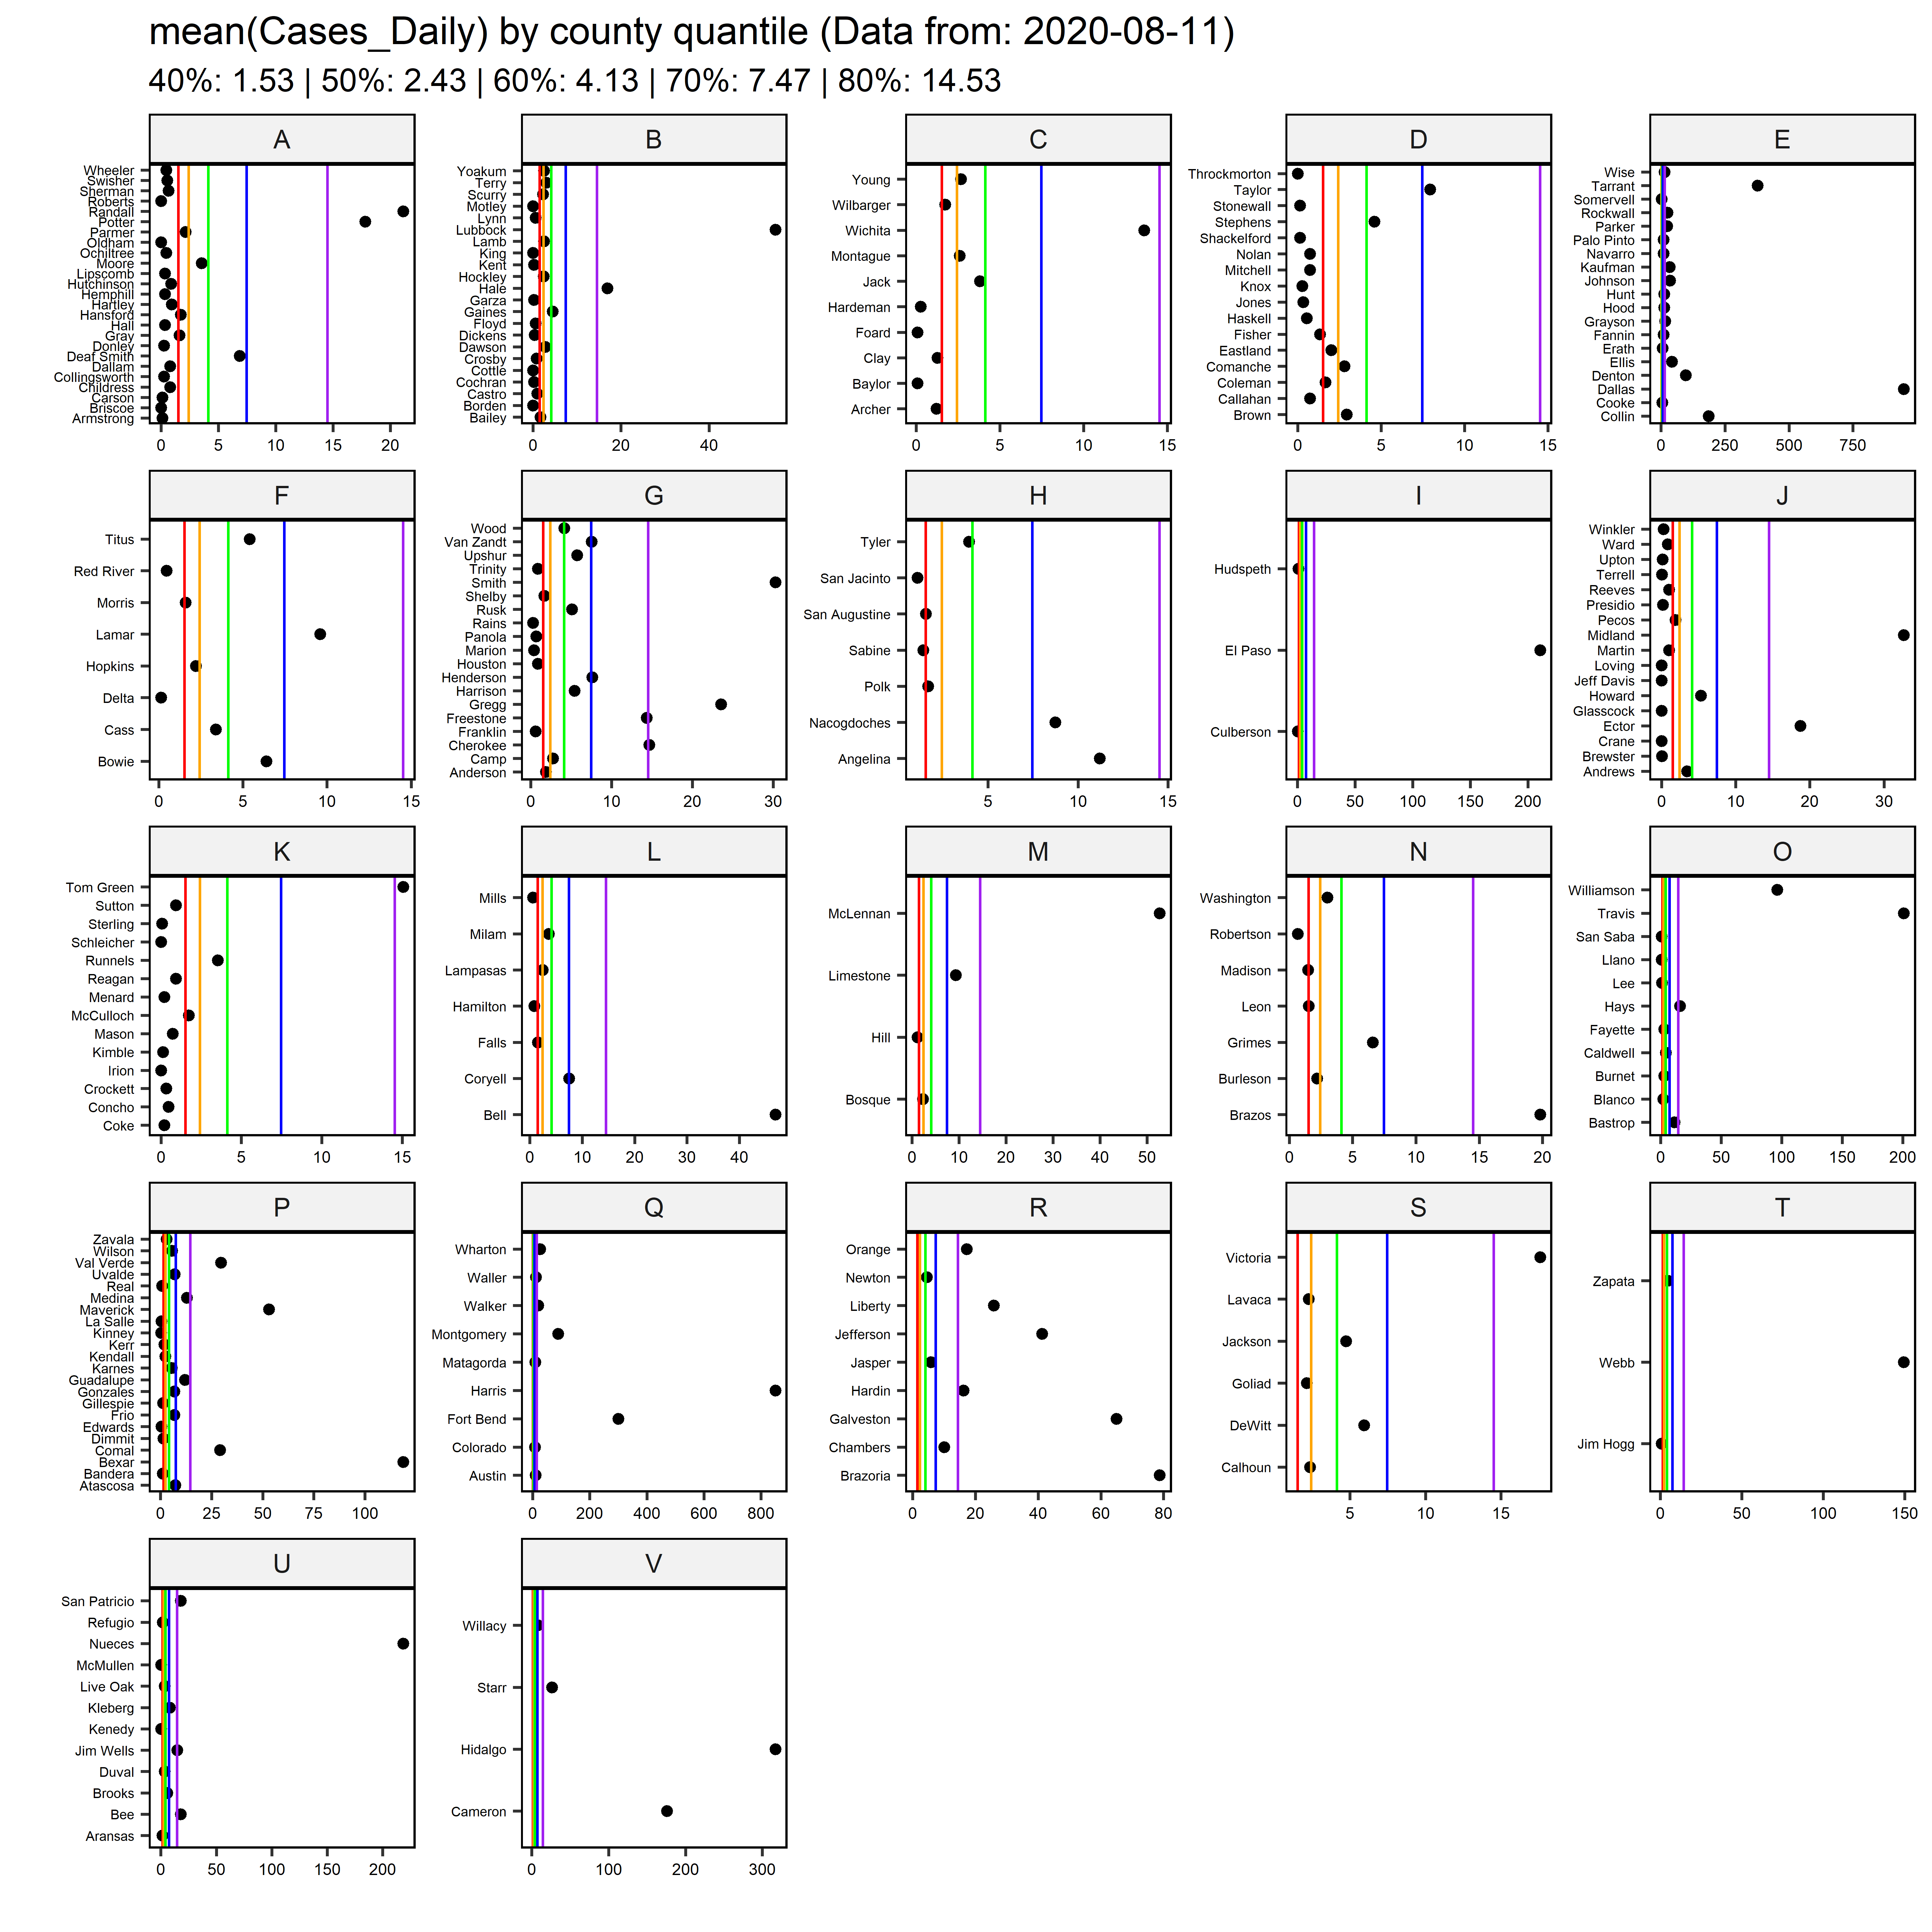 mean(Cases_Daily) by county quantile (Data from: 2020-08-11)
40%: 1.53 | 50%: 2.43 | 60%: 4.13 | 70%: 7.47 | 80%: 14.53
A
Wheeler
Swisher
Sherman
Roberts
Randall
Potter
Parmer
Oldham
Ochiltree
Moore
Lipscomb
Hutchinson
Hemphill
Hartley
Hansford
Hall
Gray
Donley
Deaf Smith
Dallam
Collingsworth
Childress
Carson
Briscoe
Armstrong
0 5 10 15 20
B
Yoakum
Terry
Scurry
Motley
Lynn
Lubbock
Lamb
King
Kent
Hockley
Hale
Garza
Gaines
Floyd
Dickens
Dawson
Crosby
Cottle
Cochran
Castro
Borden
Bailey
0 20 40
C
Young
Wilbarger
Wichita
Montague
Jack
Hardeman
Foard
Clay
Baylor
Archer
0 5 10 15
D
Throckmorton
Taylor
Stonewall
Stephens
Shackelford
Nolan
Mitchell
Knox
Jones
Haskell
Fisher
Eastland
Comanche
Coleman
Callahan
Brown
0 5 10 15
E
Wise
Tarrant
Somervell
Rockwall
Parker
Palo Pinto
Navarro
Kaufman
Johnson
Hunt
Hood
Grayson
Fannin
Erath
Ellis
Denton
Dallas
Cooke
Collin
0 250 500 750
F
Titus
Red River
Morris
Lamar
Hopkins
Delta
Cass
Bowie
0 5 10 15
G
Wood
Van Zandt
Upshur
Trinity
Smith
Shelby
Rusk
Rains
Panola
Marion
Houston
Henderson
Harrison
Gregg
Freestone
Franklin
Cherokee
Camp
Anderson
0 10 20 30
H
Tyler
San Jacinto
San Augustine
Sabine
Polk
Nacogdoches
Angelina
5 10 15
I
Hudspeth
El Paso
Culberson
0 50 100 150 200
J
Winkler
Ward
Upton
Terrell
Reeves
Presidio
Pecos
Midland
Martin
Loving
Jeff Davis
Howard
Glasscock
Ector
Crane
Brewster
Andrews
0 10 20 30
K
Tom Green
Sutton
Sterling
Schleicher
Runnels
Reagan
Menard
McCulloch
Mason
Kimble
Irion
Crockett
Concho
Coke
0 5 10 15
L
Mills
Milam
Lampasas
Hamilton
Falls
Coryell
Bell
0 10 20 30 40
M
McLennan
Limestone
Hill
Bosque
0 10 20 30 40 50
N
Washington
Robertson
Madison
Leon
Grimes
Burleson
Brazos
0 5 10 15 20
O
Williamson
Travis
San Saba
Llano
Lee
Hays
Fayette
Caldwell
Burnet
Blanco
Bastrop
0 50 100 150 200
P
Zavala
Wilson
Val Verde
Uvalde
Real
Medina
Maverick
La Salle
Kinney
Kerr
Kendall
Karnes
Guadalupe
Gonzales
Gillespie
Frio
Edwards
Dimmit
Comal
Bexar
Bandera
Atascosa
0 25 50 75 100
Q
Wharton
Waller
Walker
Montgomery
Matagorda
Harris
Fort Bend
Colorado
Austin
0 200 400 600 800
R
Orange
Newton
Liberty
Jefferson
Jasper
Hardin
Galveston
Chambers
Brazoria
0 20 40 60 80
S
Victoria
Lavaca
Jackson
Goliad
DeWitt
Calhoun
5 10 15
T
Zapata
Webb
Jim Hogg
0 50 100 150
U
San Patricio
Refugio
Nueces
McMullen
Live Oak
Kleberg
Kenedy
Jim Wells
Duval
Brooks
Bee
Aransas
0 50 100 150 200
V
Willacy
Starr
Hidalgo
Cameron
0 100 200 300